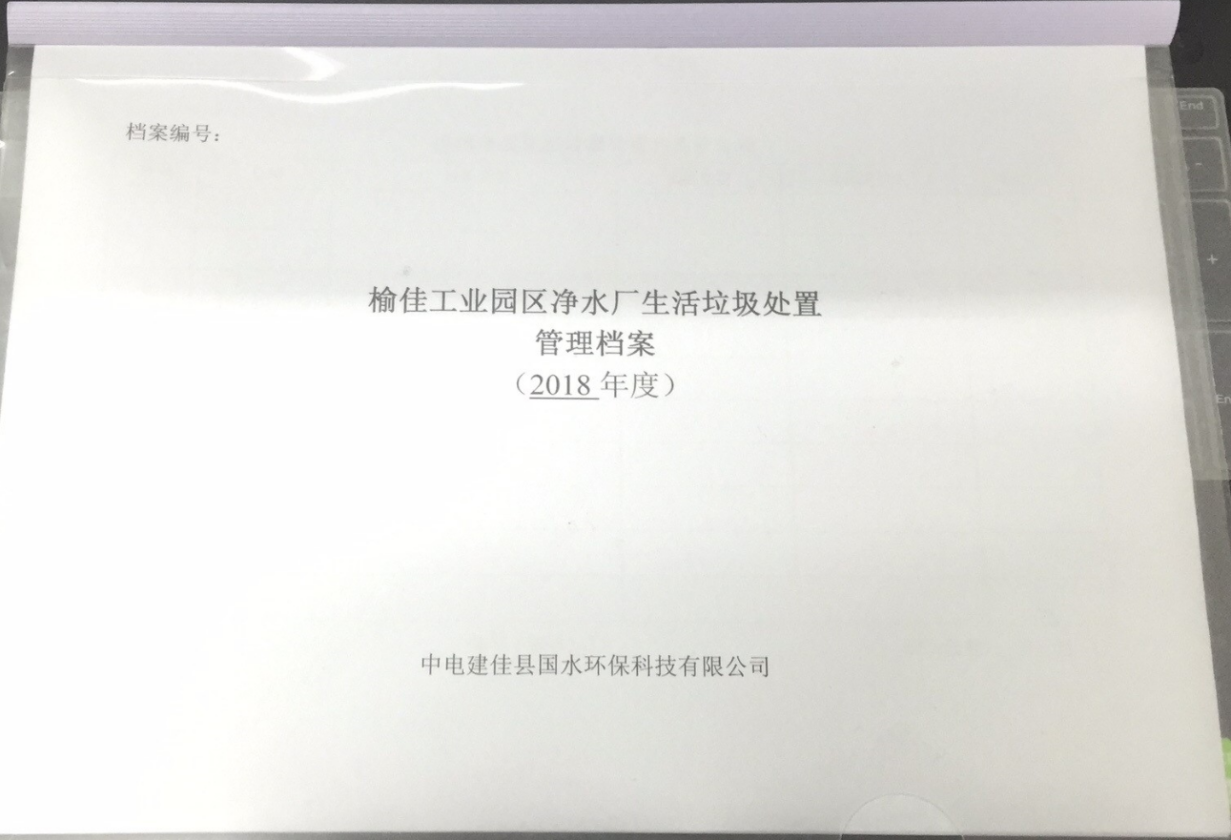 End
档案编号：
-
+
榆佳工业园区净水厂生活垃圾处置
管理档案
（2018 年度）
中电建佳县国水环保科技有限公司